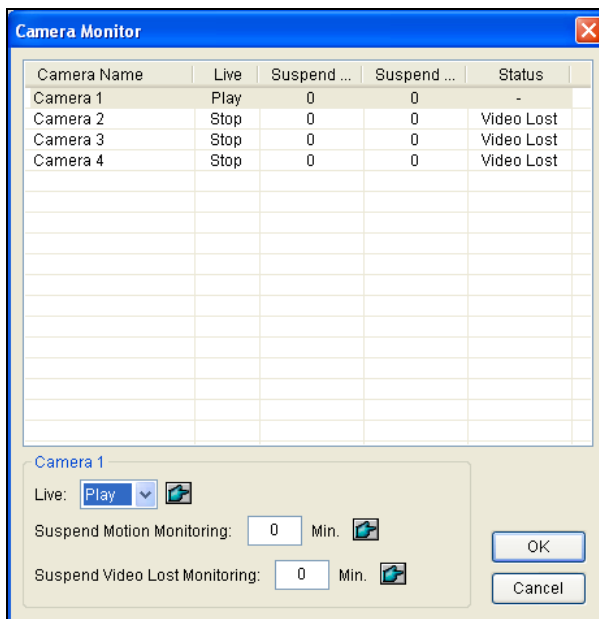 Camera Monitor
Camera Name Live Suspend ... Suspend ... Status
Camera 1 Play 0 0 -
Camera 2 Stop 0 0 Video Lost
Camera 3 Stop 0 0 Video Lost
Camera 4 Stop 0 0 Video Lost
Camera 1
Live: Play
Suspend Motion Monitoring: 0 Min.
Suspend Video Lost Monitoring: 0 Min.
OK
Cancel